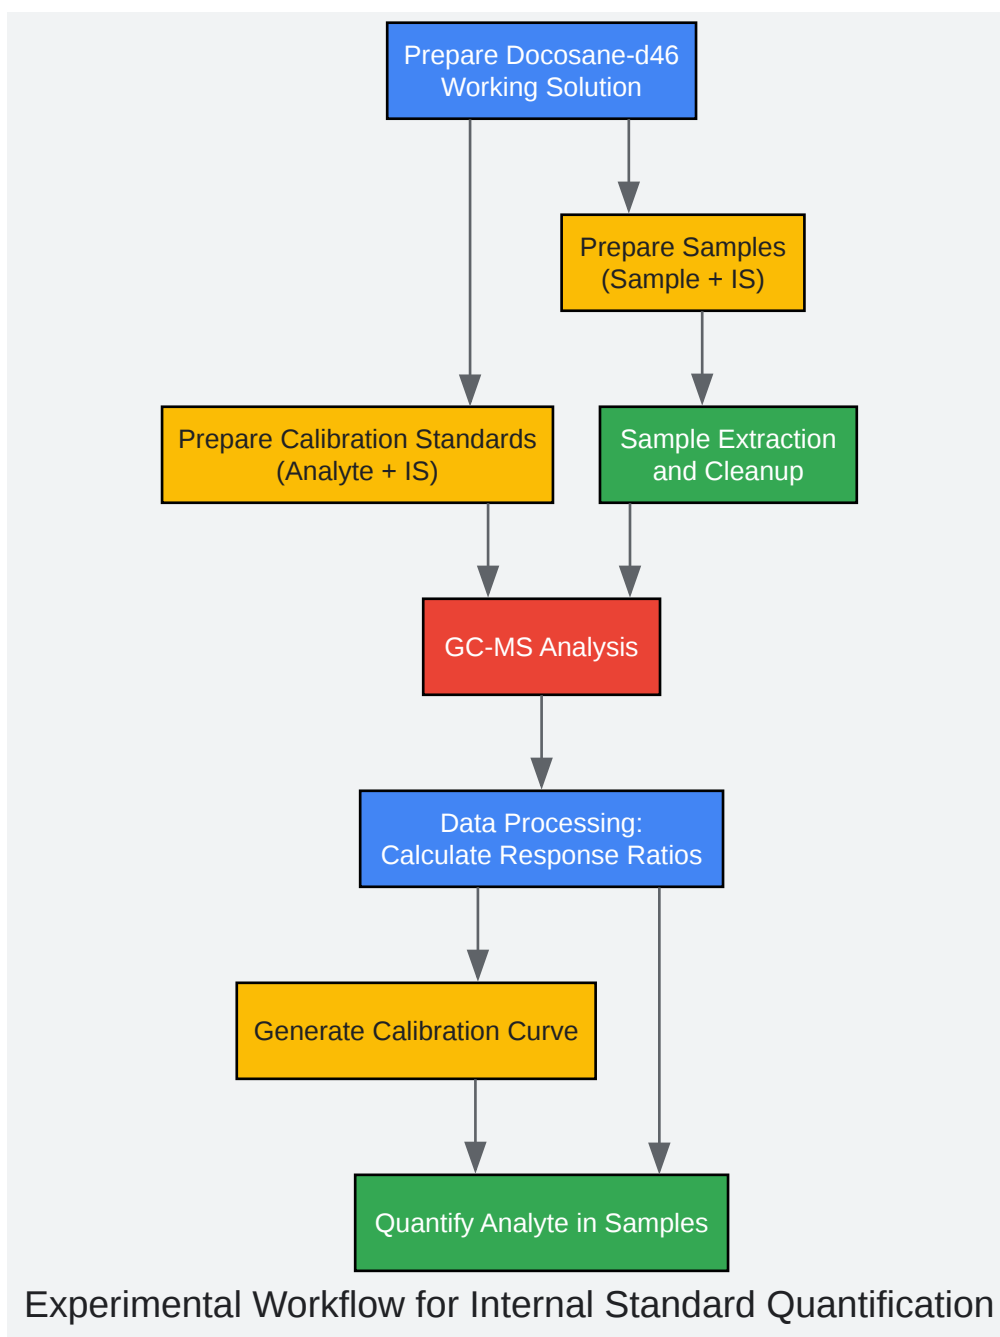 Prepare Docosane-d46
Working Solution
Prepare Samples
(Sample + IS)
Prepare Calibration Standards
(Analyte + IS)
Sample Extraction
and Cleanup
GC-MS Analysis
Data Processing:
Calculate Response Ratios
Generate Calibration Curve
Quantify Analyte in Samples
Experimental Workflow for Internal Standard Quantification